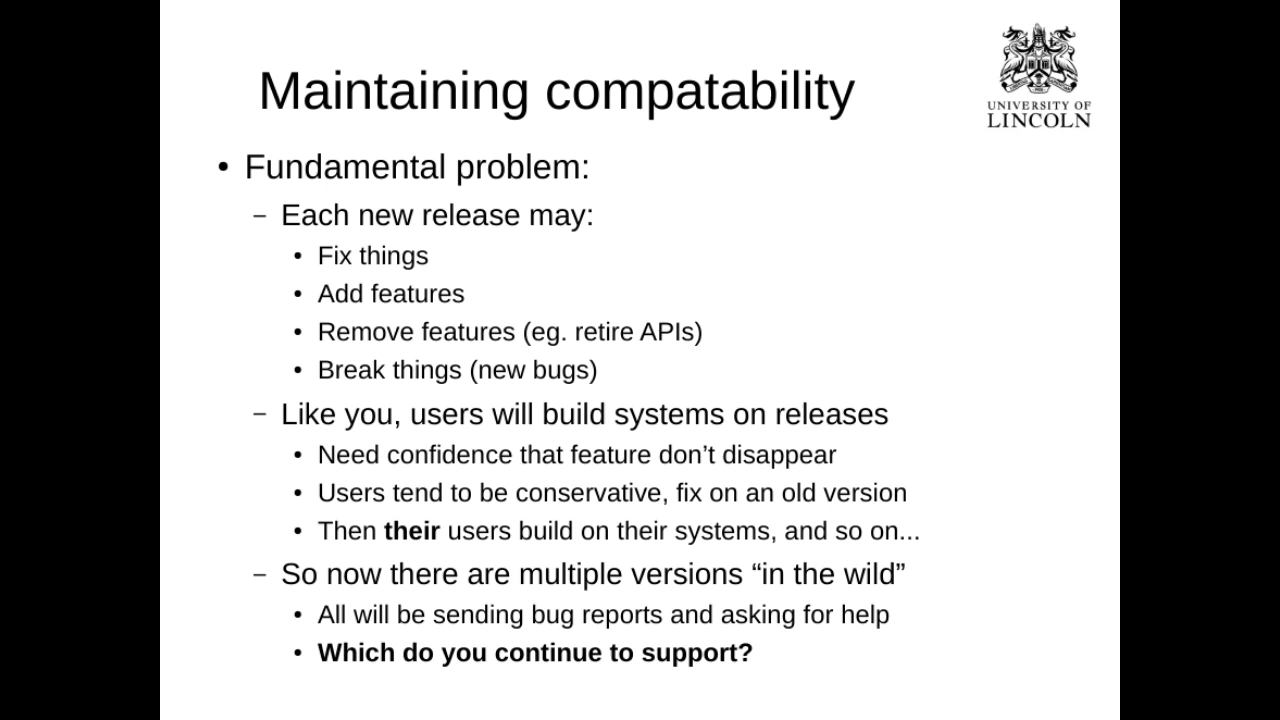 UNIVERSITY OF
LINCOLN
Maintaining compatability
• Fundamental problem:
– Each new release may:
• Fix things
• Add features
• Remove features (eg. retire APIs)
• Break things (new bugs)
– Like you, users will build systems on releases
• Need confidence that feature don’t disappear
• Users tend to be conservative, fix on an old version
• Then their users build on their systems, and so on...
– So now there are multiple versions “in the wild”
• All will be sending bug reports and asking for help
• Which do you continue to support?